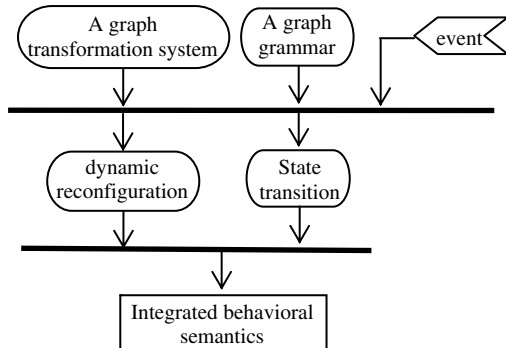 A graph
transformation system
A graph
grammar
event
dynamic
reconfiguration
State
transition
Integrated behavioral
semantics